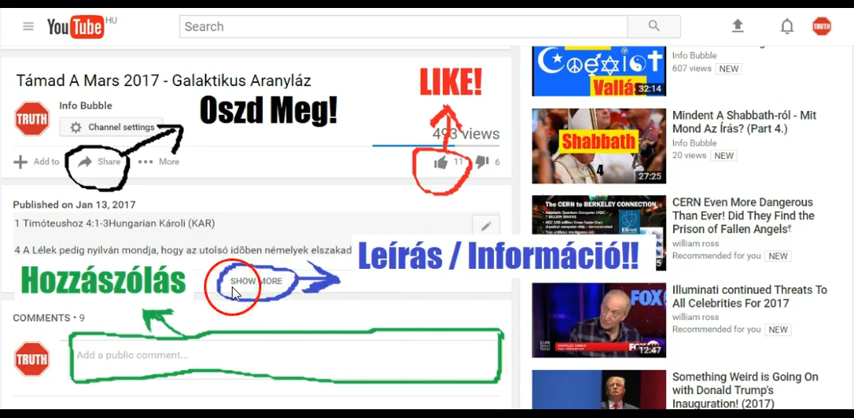 YouTube HU
Search
Támad A Mars 2017 - Galaktikus Aranyláz
TRUTH
Info Bubble
Channel settings
Oszd Meg!
LIKE!
493 views
Add to
Share
More
11
6
Published on Jan 13, 2017
1 Timóteushoz 4:1-3Hungarian Károli (KAR)
4 A Lélek pedig nyilván mondja, hogy az utolsó időben némelyek elszakad
Leírás / Információ!!
Hozzászólás
SHOW MORE
COMMENTS • 9
TRUTH
Add a public comment...
TRUTH
COEXIST
Vallás
32:14
Info Bubble
607 views NEW
Shabbath
4
27:25
Mindent A Shabbath-ról - Mit
Mond Az Írás? (Part 4.)
Info Bubble
20 views NEW
The CERN to BERKELEY CONNECTION
CERN Even More Dangerous
Than Ever! Did They Find the
Prison of Fallen Angels
william ross
Recommended for you NEW
FOX
12:47
Illuminati continued Threats To
All Celebrities For 2017
william ross
Recommended for you NEW
Something Weird is Going On
with Donald Trump's
Inauguration! (2017)